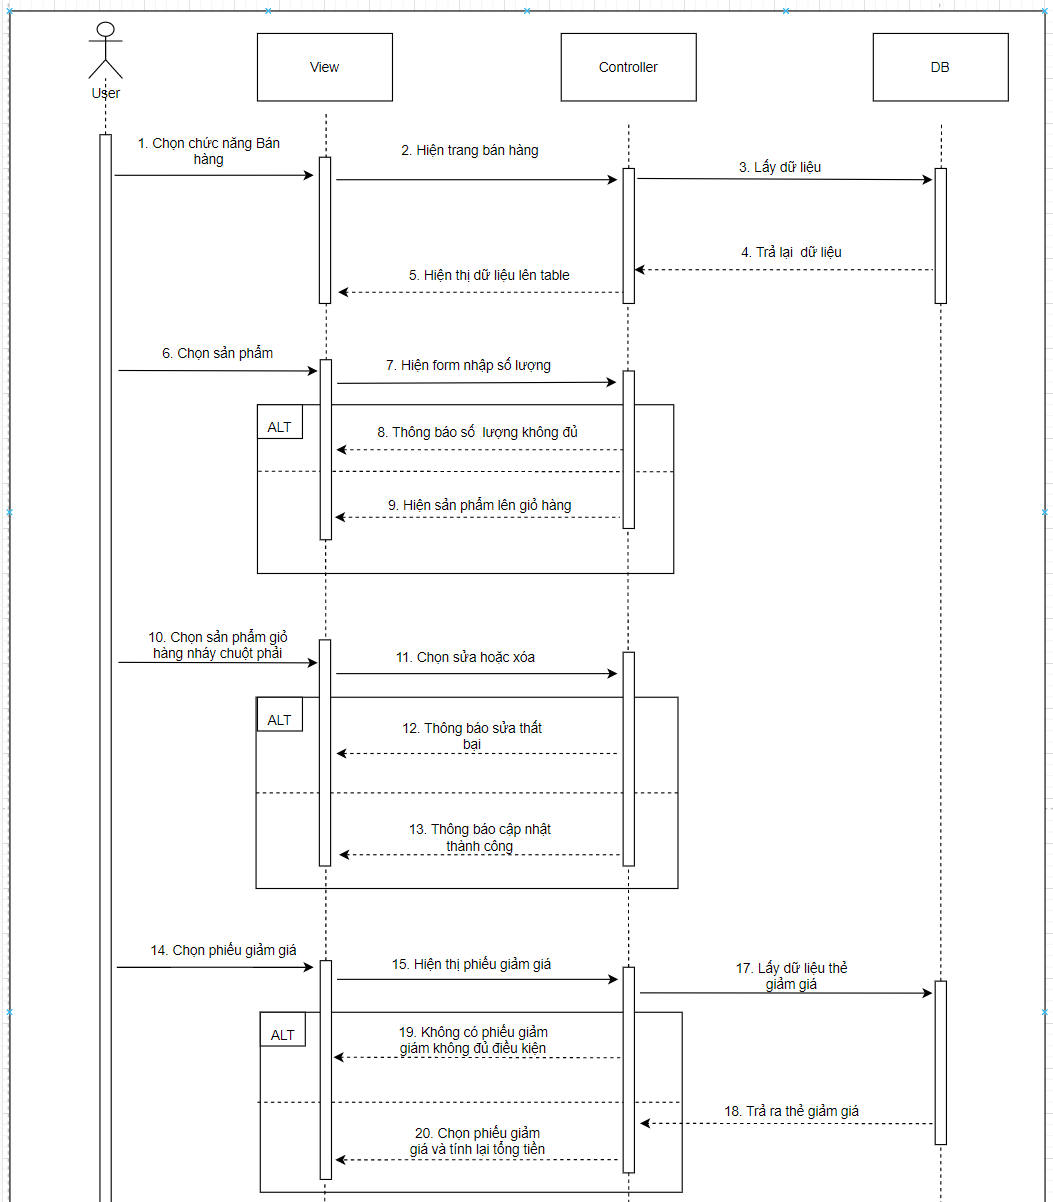 User
View
Controller
DB
1. Chọn chức năng Bán
hàng
2. Hiện trang bán hàng
3. Lấy dữ liệu
4. Trả lại dữ liệu
5. Hiện thị dữ liệu lên table
6. Chọn sản phẩm
7. Hiện form nhập số lượng
ALT
8. Thông báo số lượng không đủ
9. Hiện sản phẩm lên giỏ hàng
10. Chọn sản phẩm giỏ
hàng nháy chuột phải
11. Chọn sửa hoặc xóa
ALT
12. Thông báo sửa thất
bại
13. Thông báo cập nhật
thành công
14. Chọn phiếu giảm giá
15. Hiện thị phiếu giảm giá
17. Lấy dữ liệu thẻ
giảm giá
ALT
19. Không có phiếu giảm
giám không đủ điều kiện
18. Trả ra thẻ giảm giá
20. Chọn phiếu giảm
giá và tính lại tổng tiền